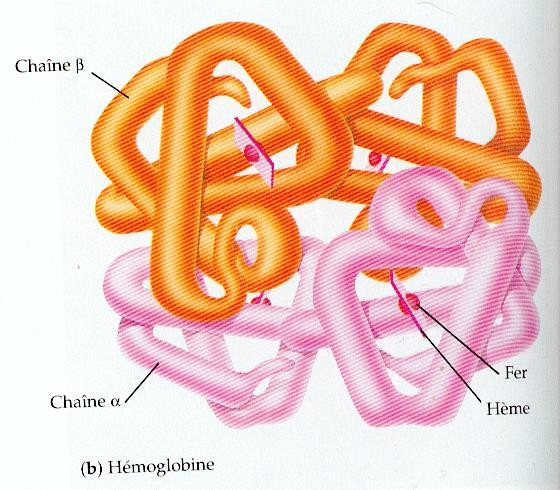 Chaîne β
Chaîne α
Fer
Hème
(b) Hémoglobine